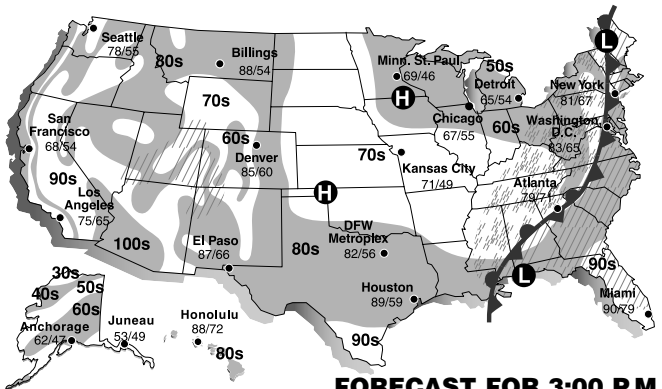 Seattle
78/55
80s
Billings
88/54
Minn. St. Paul
69/46
50s
Detroit
65/54
New York
81/67
70s
H
L
San
Francisco
68/54
60s
Denver
85/60
Chicago
67/55
60s
Washington
D.C.
83/65
70s
Kansas City
71/49
90s
Los
Angeles
75/65
H
Atlanta
79/71
100s
El Paso
87/66
80s
DFW
Metroplex
82/56
Houston
89/59
90s
L
90s
Miami
90/79
30s
40s
50s
60s
Anchorage
62/47
Juneau
53/49
Honolulu
88/72
80s
FORECAST FOR 3:00 P.M